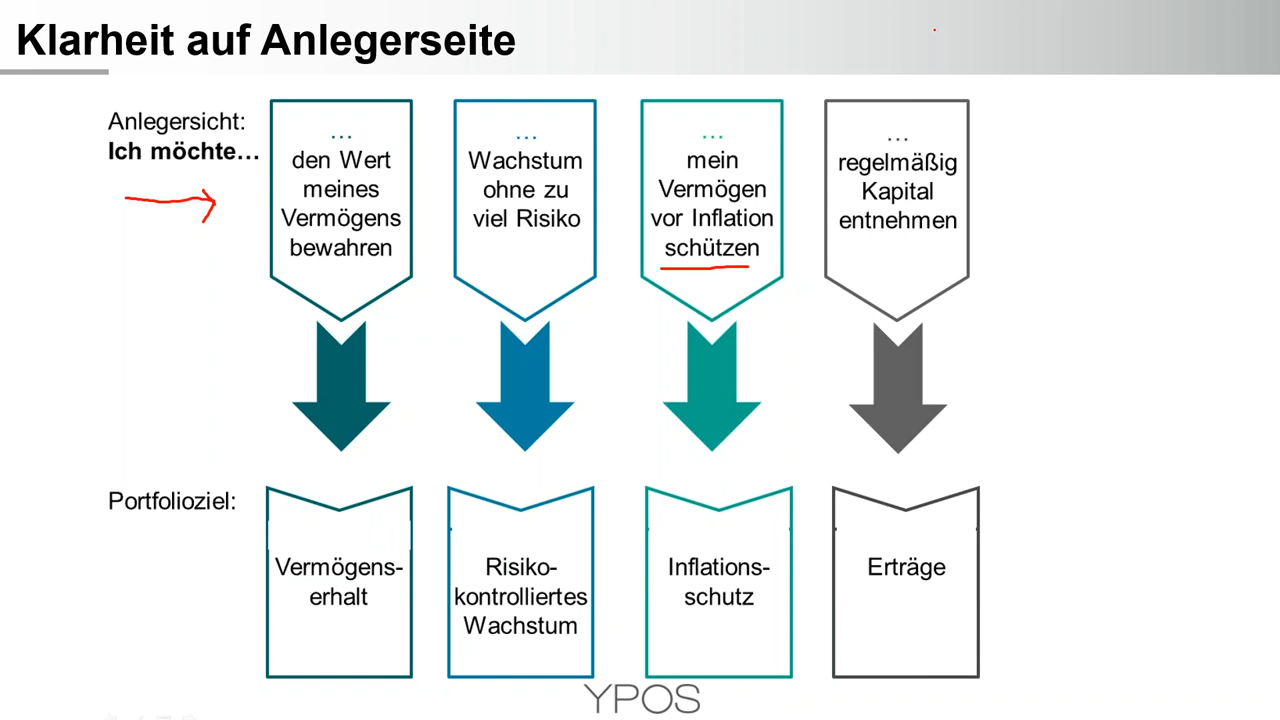 Klarheit auf Anlegerseite
Anlegersicht:
Ich möchte…
…
den Wert
meines
Vermögens
bewahren
…
Wachstum
ohne zu
viel Risiko
…
mein
Vermögen
vor Inflation
schützen
…
regelmäßig
Kapital
entnehmen
Portfolioziel:
Vermögens-
erhalt
Risiko-
kontrolliertes
Wachstum
Inflations-
schutz
Erträge
YPOS